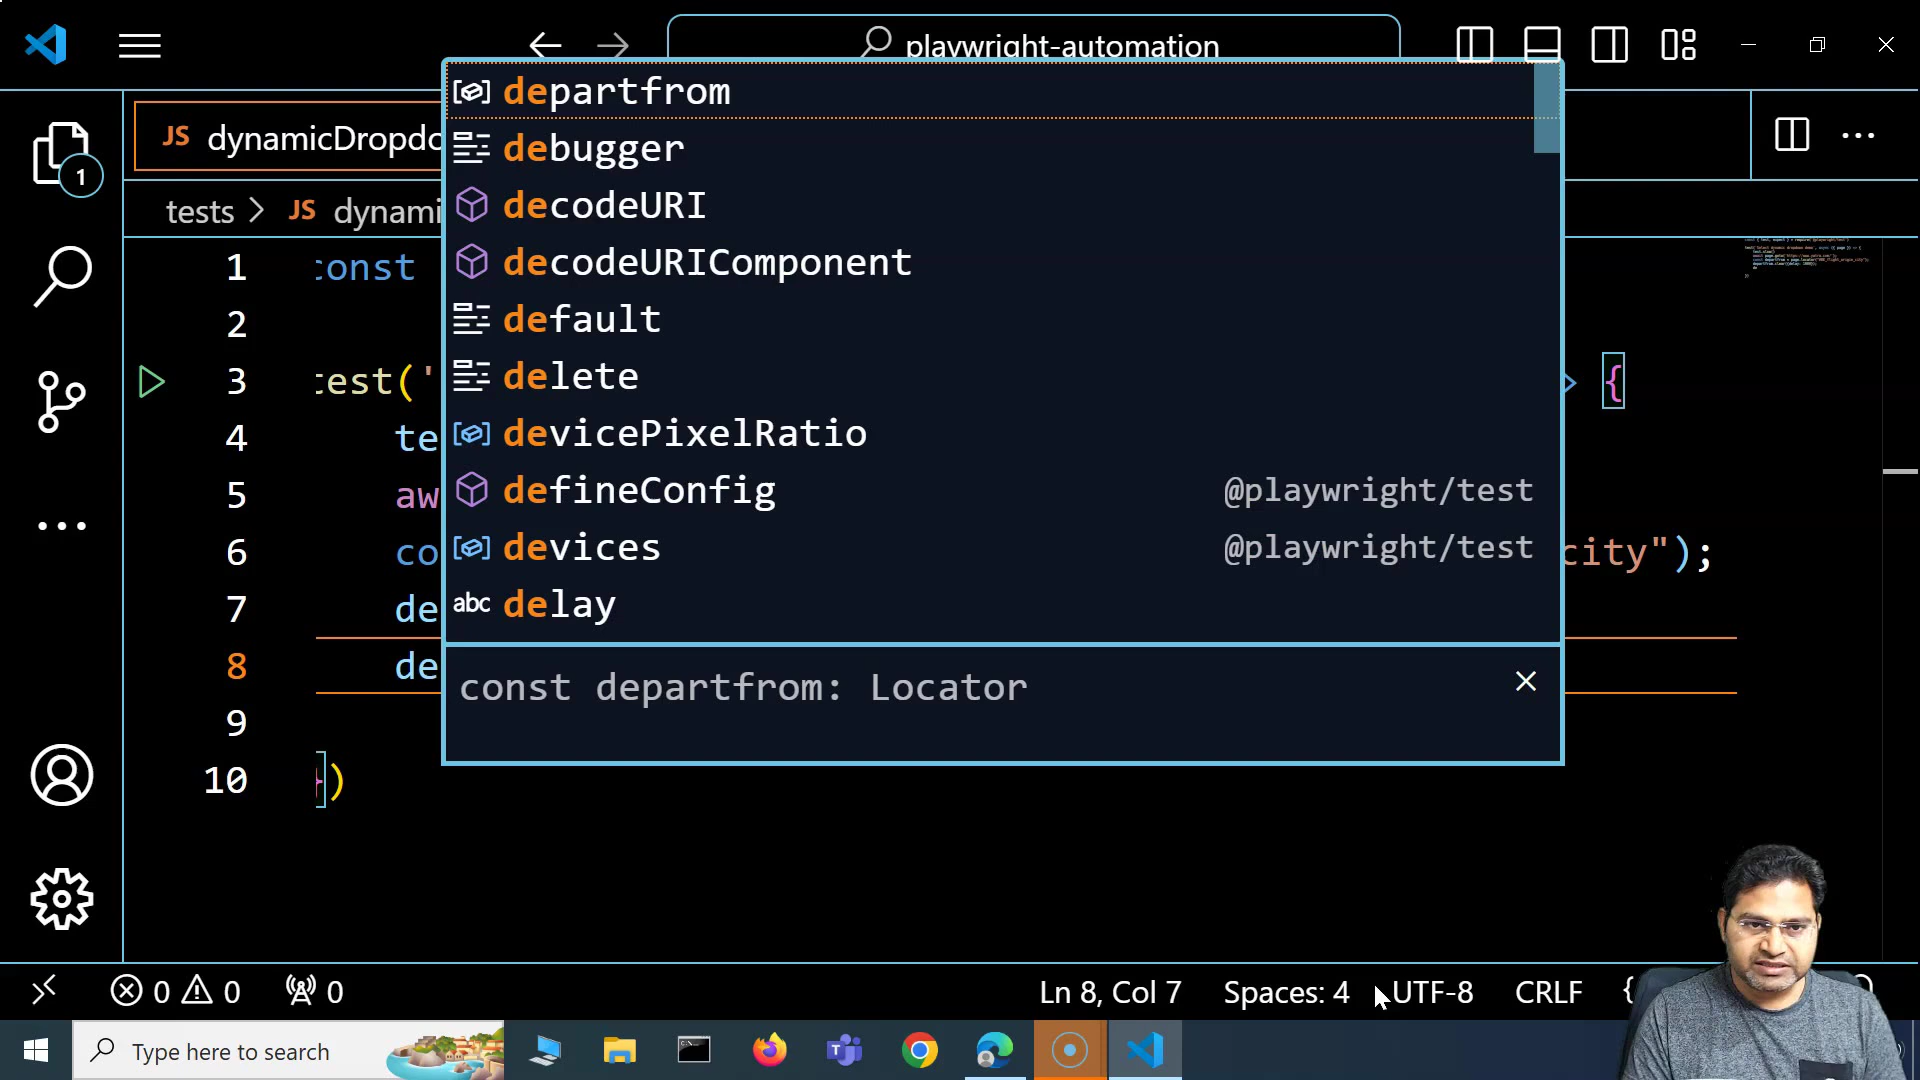 playwright-automation
JS dynamicDropdo
tests > JS dynami
1
departfrom
debugger
decodeURI
decodeURIComponent
default
delete
devicePixelRatio
defineConfig @playwright/test
devices @playwright/test
abc delay
const departfrom: Locator
1 const
2
3 test(' {
4 te
5 aw
6 co city");
7 de
8 de
9
10 })
0 0 0
Ln 8, Col 7 Spaces: 4 UTF-8 CRLF {
Type here to search